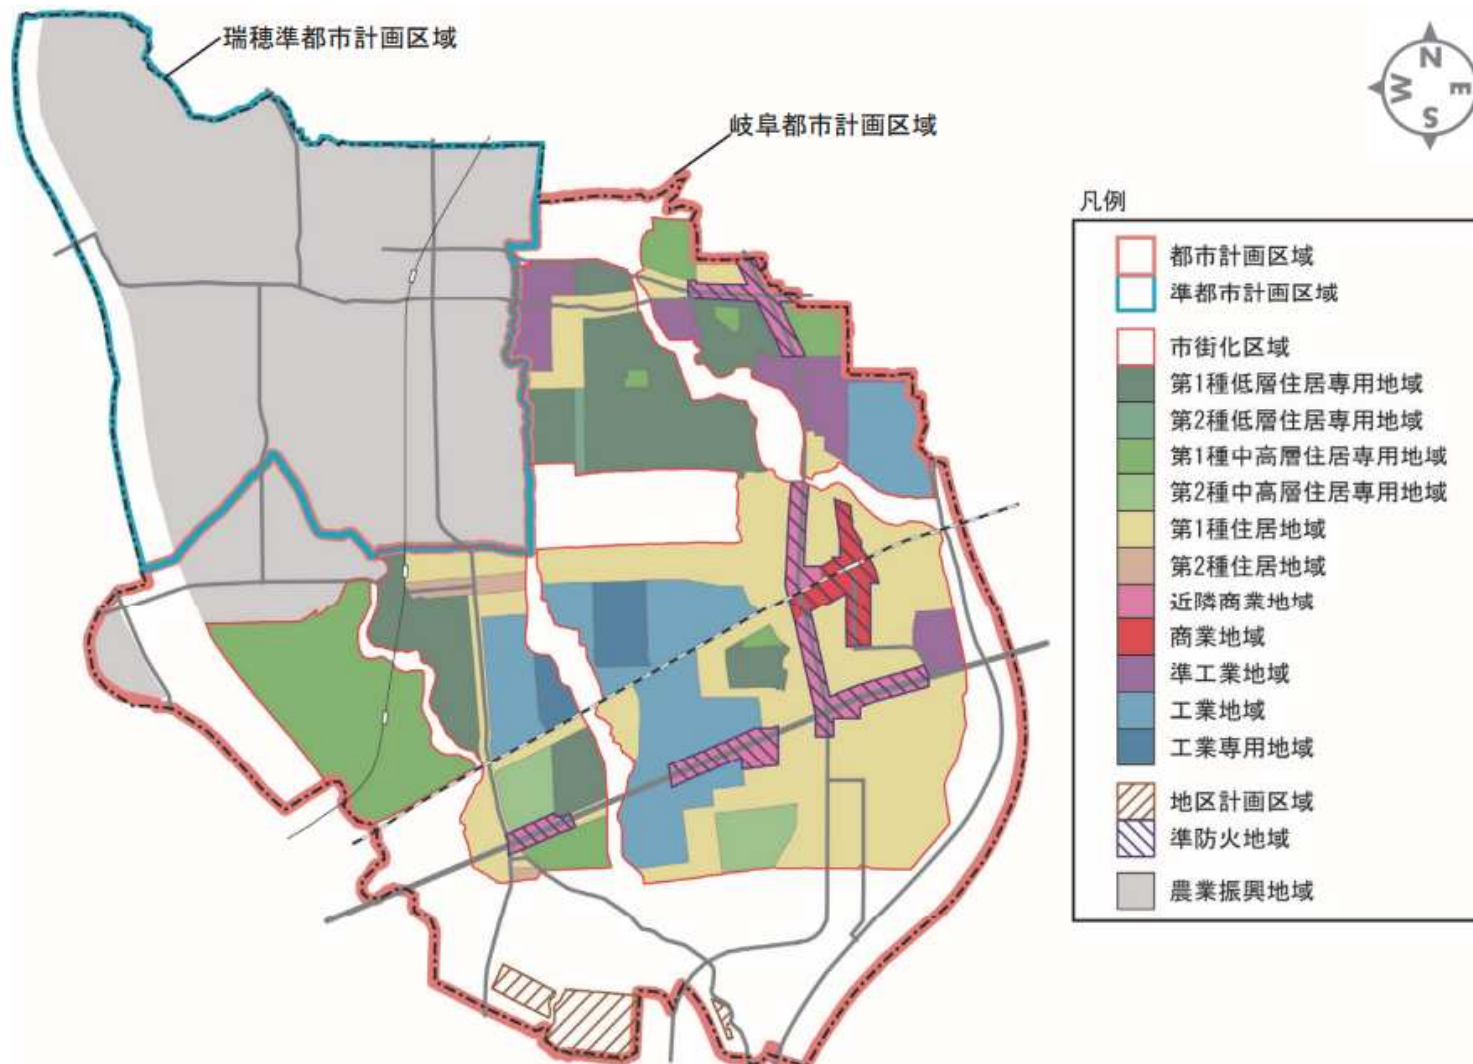 瑞穂準都市計画区域
岐阜都市計画区域
N
W
E
S
凡例
都市計画区域
準都市計画区域
市街化区域
第1種低層住居専用地域
第2種低層住居専用地域
第1種中高層住居専用地域
第2種中高層住居専用地域
第1種住居地域
第2種住居地域
近隣商業地域
商業地域
準工業地域
工業地域
工業専用地域
地区計画区域
準防火地域
農業振興地域